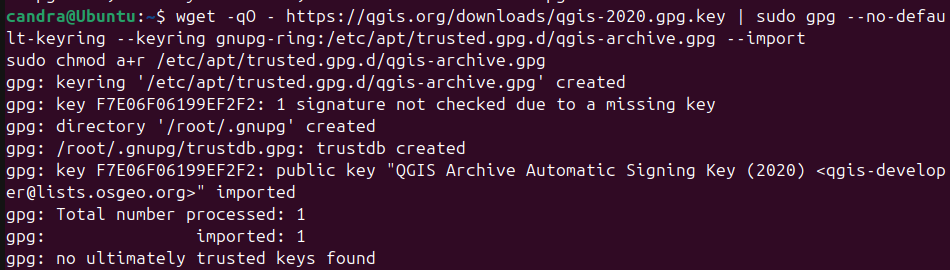 candra@Ubuntu:~$ wget -qO - https://qgis.org/downloads/qgis-2020.gpg.key | sudo gpg --no-defau
lt-keyring --keyring gnupg-ring:/etc/apt/trusted.gpg.d/qgis-archive.gpg --import
sudo chmod a+r /etc/apt/trusted.gpg.d/qgis-archive.gpg
gpg: keyring '/etc/apt/trusted.gpg.d/qgis-archive.gpg' created
gpg: key F7E06F06199EF2F2: 1 signature not checked due to a missing key
gpg: directory '/root/.gnupg' created
gpg: /root/.gnupg/trustdb.gpg: trustdb created
gpg: key F7E06F06199EF2F2: public key "QGIS Archive Automatic Signing Key (2020) <qgis-develop
er@lists.osgeo.org>" imported
gpg: Total number processed: 1
gpg:               imported: 1
gpg: no ultimately trusted keys found